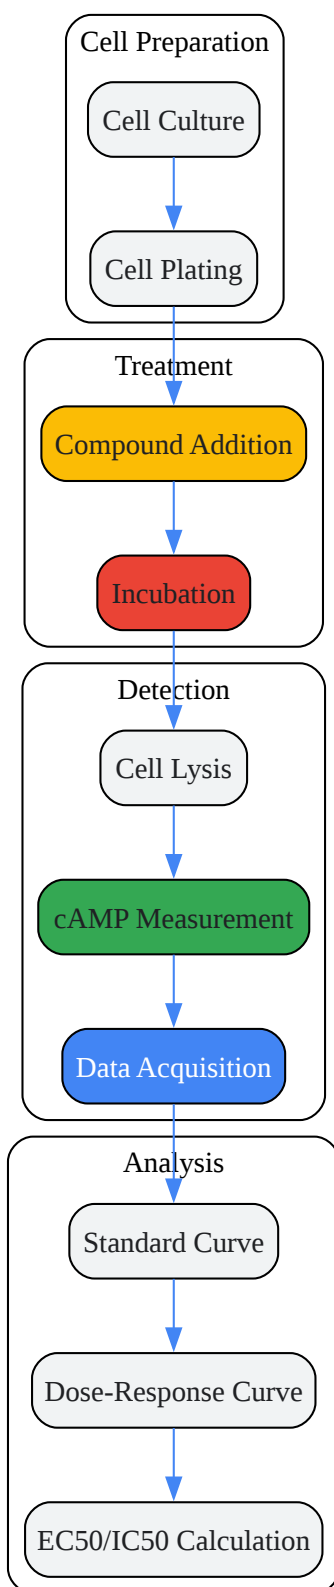 Cell Preparation
Cell Culture
Cell Plating
Treatment
Compound Addition
Incubation
Detection
Cell Lysis
cAMP Measurement
Data Acquisition
Analysis
Standard Curve
Dose-Response Curve
EC50/IC50 Calculation